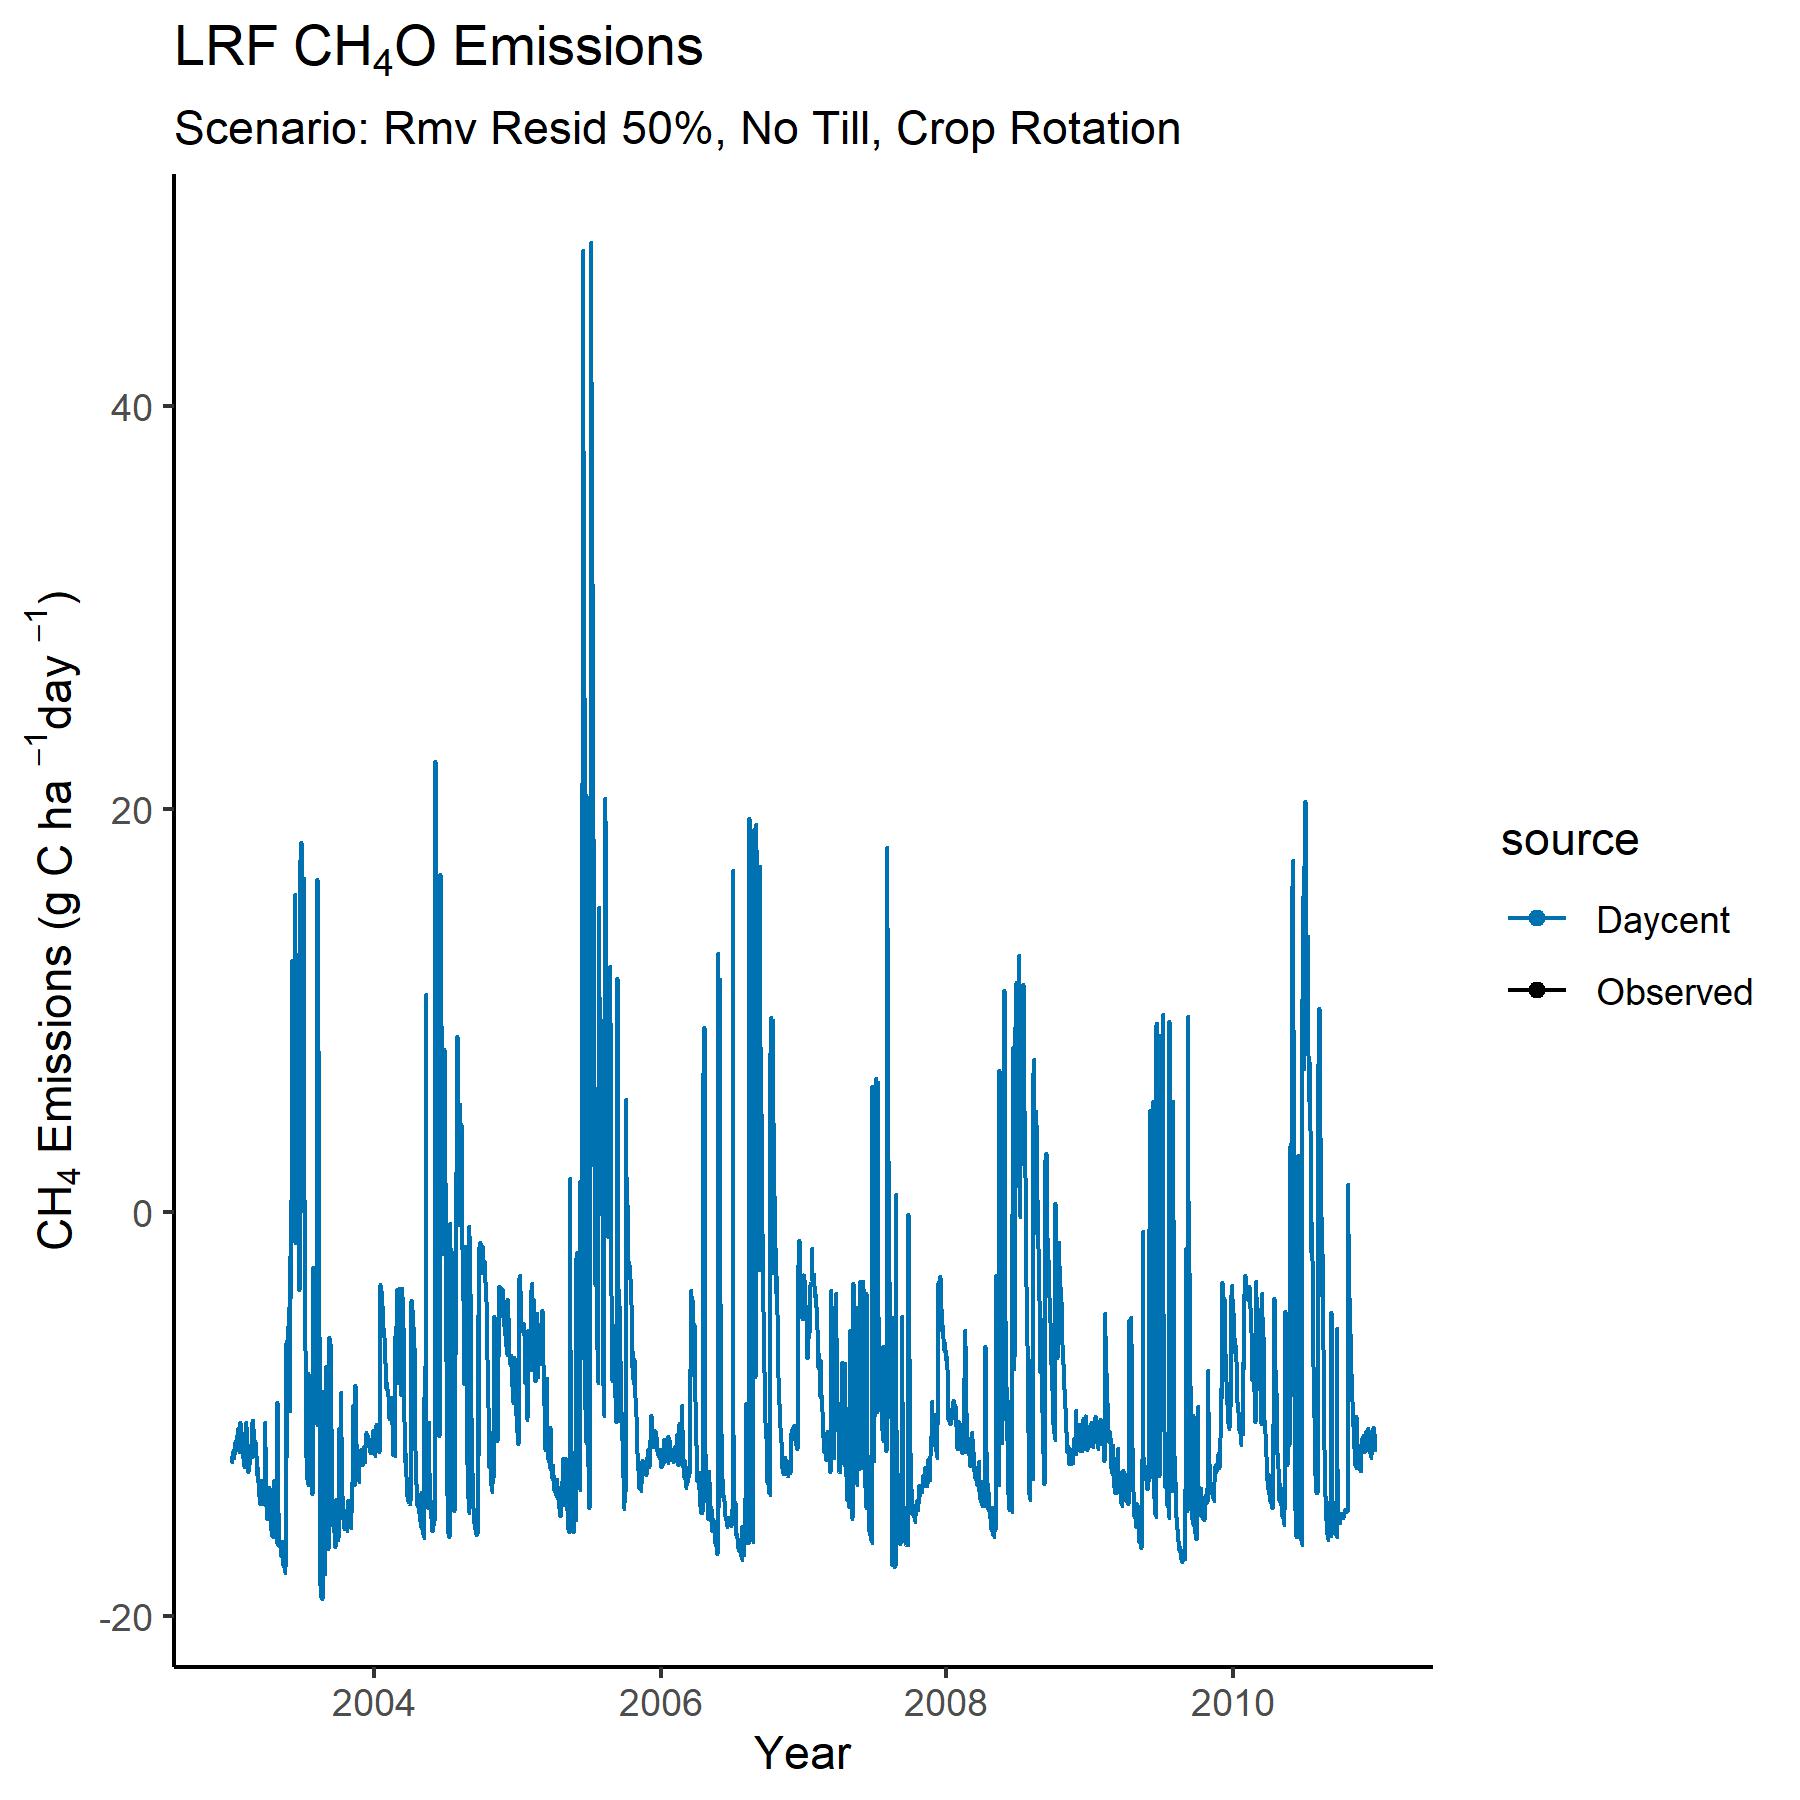 LRF CH₄O Emissions
Scenario: Rmv Resid 50%, No Till, Crop Rotation
CH₄ Emissions (g C ha ⁻¹day ⁻¹)
40
20
0
-20
2004
2006
2008
2010
Year
source
Daycent
Observed